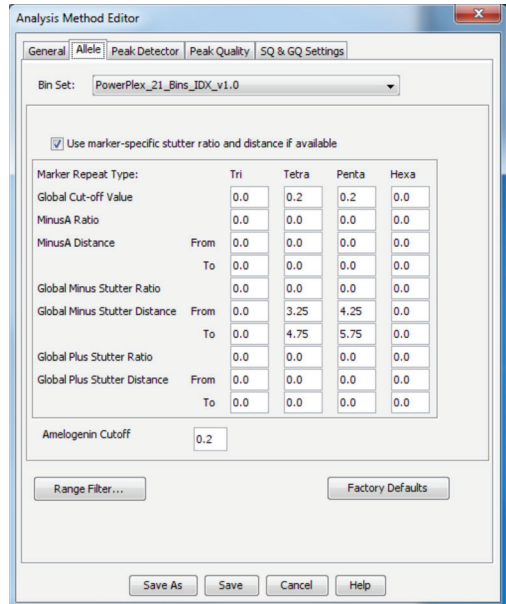 Analysis Method Editor
General Allele Peak Detector Peak Quality SQ & GQ Settings
Bin Set: PowerPlex_21_Bins_IDX_v1.0
Use marker-specific stutter ratio and distance if available
Marker Repeat Type: Tri Tetra Penta Hexa
Global Cut-off Value 0.0 0.2 0.2 0.0
MinusA Ratio 0.0 0.0 0.0 0.0
MinusA Distance From 0.0 0.0 0.0 0.0
To 0.0 0.0 0.0 0.0
Global Minus Stutter Ratio 0.0 0.0 0.0 0.0
Global Minus Stutter Distance From 0.0 3.25 4.25 0.0
To 0.0 4.75 5.75 0.0
Global Plus Stutter Ratio 0.0 0.0 0.0 0.0
Global Plus Stutter Distance From 0.0 0.0 0.0 0.0
To 0.0 0.0 0.0 0.0
Amelogenin Cutoff 0.2
Range Filter... Factory Defaults
Save As Save Cancel Help